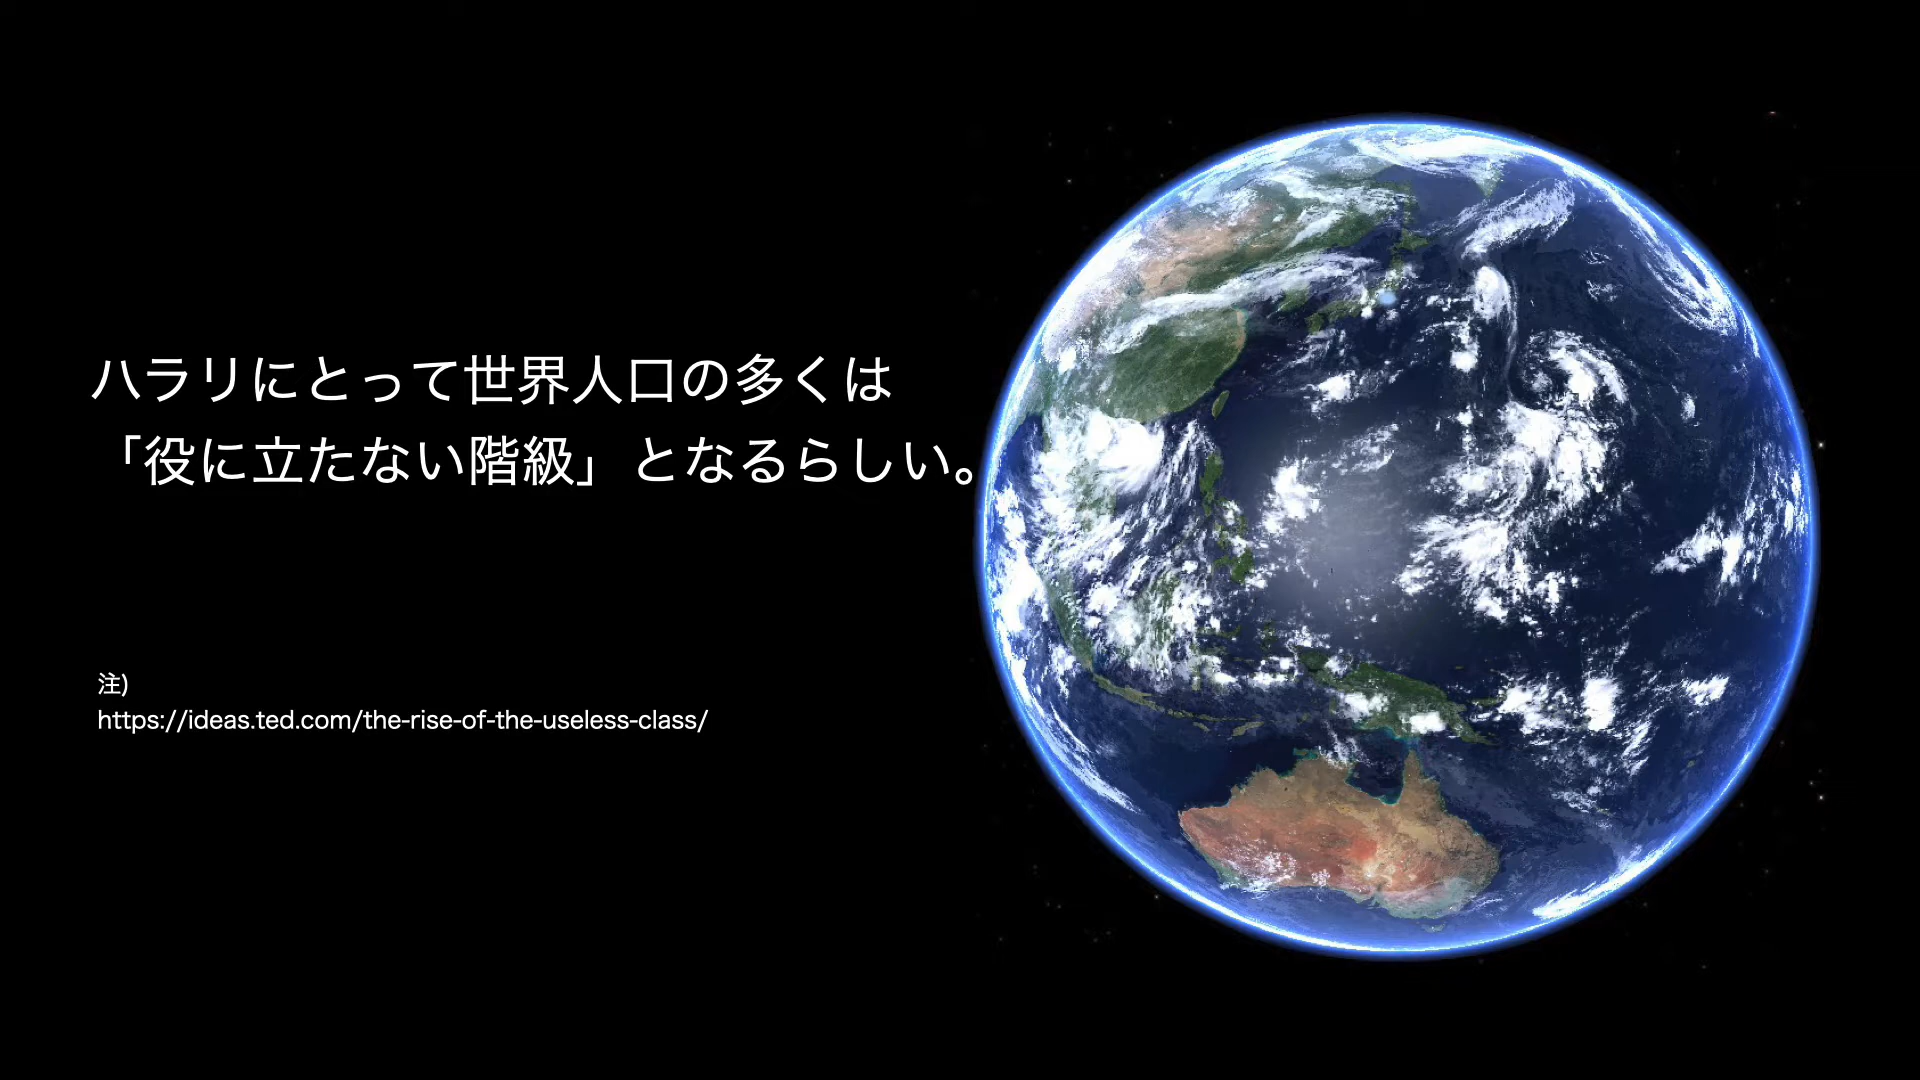 ハラリにとって世界人口の多くは
「役に立たない階級」となるらしい。
注)
https://ideas.ted.com/the-rise-of-the-useless-class/